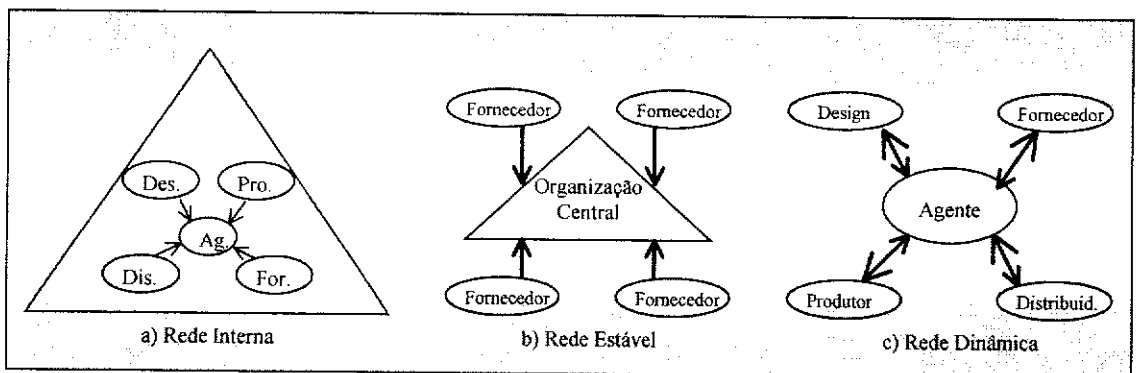 Des.
Pro.
Ag.
Dis.
For.
a) Rede Interna
Fornecedor
Fornecedor
Organização
Central
Fornecedor
Fornecedor
b) Rede Estável
Design
Fornecedor
Agente
Produtor
Distribuid.
c) Rede Dinâmica